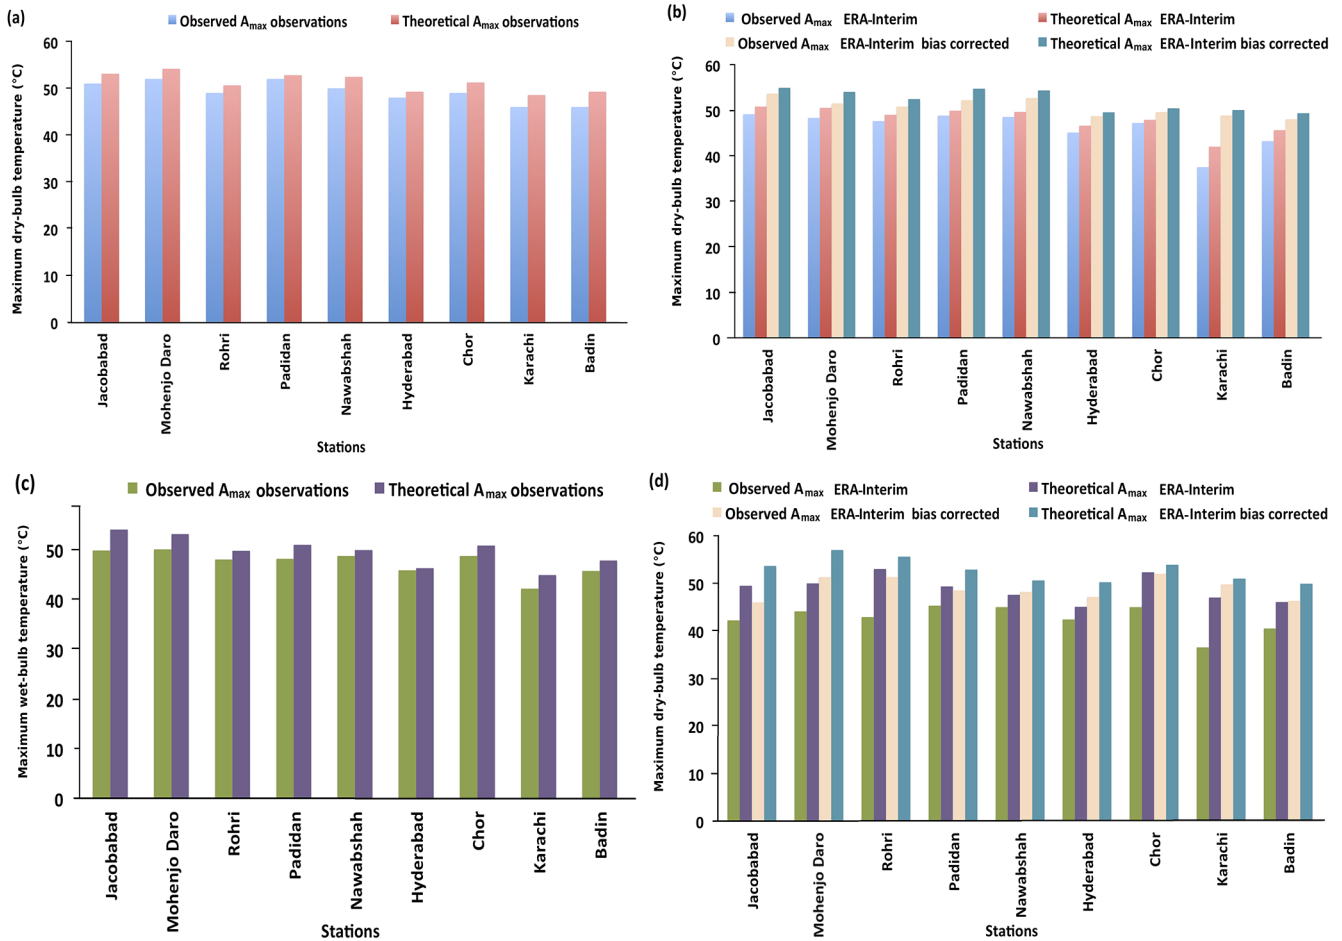 (a)
Observed Amax observations
Theoretical Amax observations
Maximum dry-bulb temperature (°C)
60
50
40
30
20
10
0
Jacobabad
Mohenjo Daro
Rohri
Padidan
Nawabshah
Hyderabad
Chor
Karachi
Badin
Stations
(b)
Observed Amax ERA-Interim
Theoretical Amax ERA-Interim
Observed Amax ERA-Interim bias corrected
Theoretical Amax ERA-Interim bias corrected
Maximum dry-bulb temperature (°C)
60
50
40
30
20
10
0
Jacobabad
Mohenjo Daro
Rohri
Padidan
Nawabshah
Hyderabad
Chor
Karachi
Badin
Stations
(c)
Observed Amax observations
Theoretical Amax observations
Maximum wet-bulb temperature (°C)
50
40
30
20
10
0
Jacobabad
Mohenjo Daro
Rohri
Padidan
Nawabshah
Hyderabad
Chor
Karachi
Badin
Stations
(d)
Observed Amax ERA-Interim
Theoretical Amax ERA-Interim
Observed Amax ERA-Interim bias corrected
Theoretical Amax ERA-Interim bias corrected
Maximum dry-bulb temperature (°C)
60
50
40
30
20
10
0
Jacobabad
Mohenjo Daro
Rohri
Padidan
Nawabshah
Hyderabad
Chor
Karachi
Badin
Stations